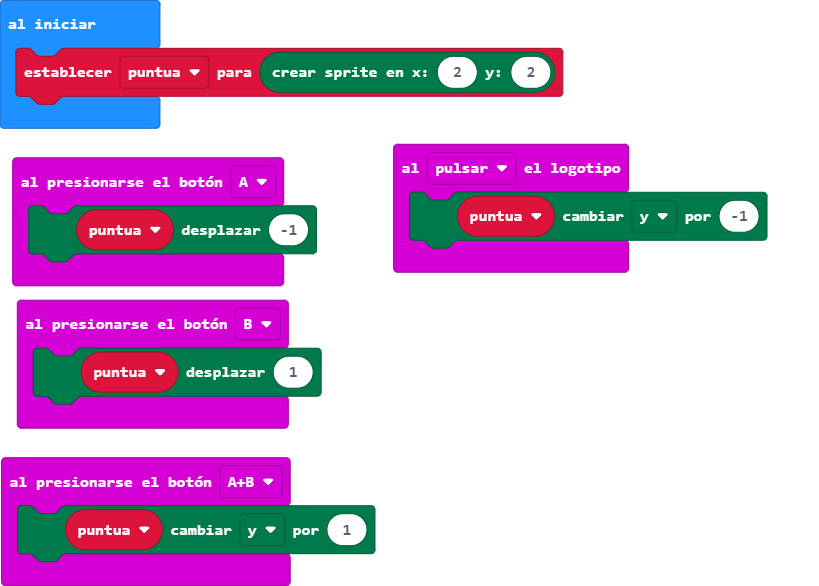 al iniciar
establecer puntua para crear sprite en x: 2 y: 2
al presionarse el botón A
puntua desplazar -1
al pulsar el logotipo
puntua cambiar y por -1
al presionarse el botón B
puntua desplazar 1
al presionarse el botón A+B
puntua cambiar y por 1